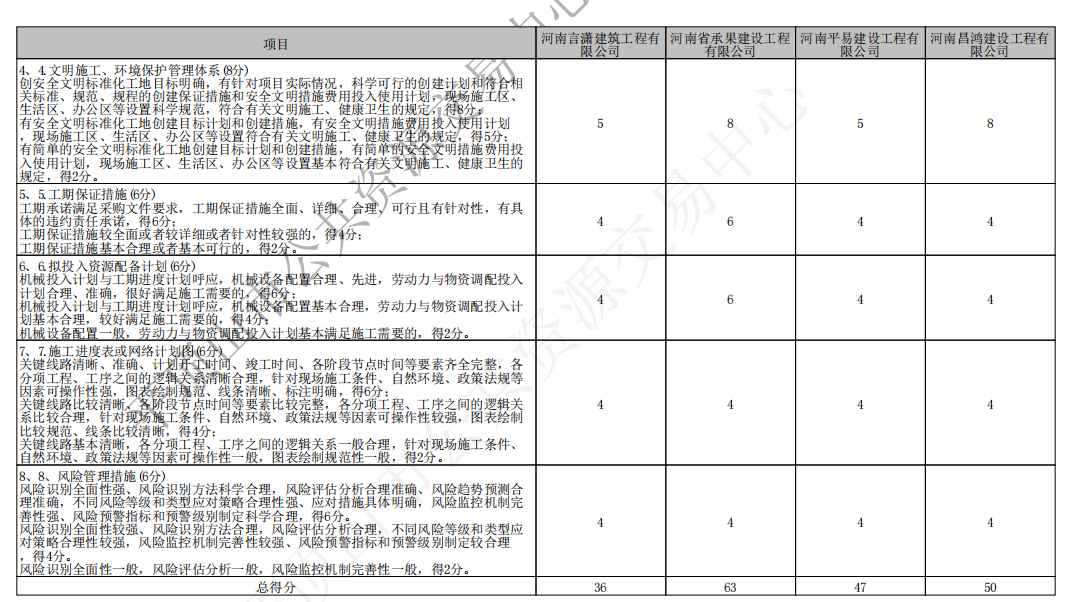 项目
河南言潇建筑工程有限公司
河南省承果建设工程有限公司
河南平易建设工程有限公司
河南昌鸿建设工程有限公司
4、4.文明施工、环境保护管理体系(8分)
创安全文明标准化工地目标明确，有针对项目实际情况，科学可行的创建计划和符合相
关标准、规范、规程的创建保证措施和安全文明措施费用投入使用计划，现场施工区、
生活区、办公区等设置科学规范，符合有关文明施工、健康卫生的规定，得8分；
有安全文明标准化工地创建目标计划和创建措施，有安全文明措施费用投入使用计划
，现场施工区、生活区、办公区等设置符合有关文明施工、健康卫生的规定，得5分；
有简单的安全文明标准化工地创建目标计划和创建措施，有简单的安全文明措施费用投
入使用计划，现场施工区、生活区、办公区等设置基本符合有关文明施工、健康卫生的
规定，得2分。
5 8 5 8
5、5.工期保证措施(6分)
工期承诺满足采购文件要求，工期保证措施全面、详细、合理、可行且有针对性，有具
体的违约责任承诺，得6分；
工期保证措施较全面或者较详细或者针对性较强的，得4分；
工期保证措施基本合理或者基本可行的，得2分。
4 6 4 4
6、6.拟投入资源配备计划(6分)
机械投入计划与工期进度计划呼应，机械设备配置合理、先进，劳动力与物资调配投入
计划合理、准确，很好满足施工需要的，得6分；
机械投入计划与工期进度计划呼应，机械设备配置基本合理，劳动力与物资调配投入计
划基本合理，较好满足施工需要的，得4分；
机械设备配置一般，劳动力与物资调配投入计划基本满足施工需要的，得2分。
4 6 4 4
7、7.施工进度表或网络计划图(6分)
关键线路清晰、准确、计划开工时间、竣工时间、各阶段节点时间等要素齐全完整，各
分项工程、工序之间的逻辑关系清晰合理，针对现场施工条件、自然环境、政策法规等
因素可操作性强，图表绘制规范、线条清晰、标注明确，得6分；
关键线路比较清晰、各阶段节点时间等要素比较完整，各分项工程、工序之间的逻辑关
系比较合理，针对现场施工条件、自然环境、政策法规等因素可操作性较强，图表绘制
比较规范、线条比较清晰，得4分；
关键线路基本清晰，各分项工程、工序之间的逻辑关系一般合理，针对现场施工条件、
自然环境、政策法规等因素可操作性一般，图表绘制规范性一般，得2分。
4 4 4 4
8、8、风险管理措施(6分)
风险识别全面性强、风险识别方法科学合理，风险评估分析合理准确、风险趋势预测合
理准确，不同风险等级和类型应对策略合理性强、应对措施具体明确，风险监控机制完
善性强、风险预警指标和预警级别制定科学合理，得6分。
风险识别全面性较强、风险识别方法合理，风险评估分析合理，不同风险等级和类型应
对策略合理性较强，风险监控机制完善性较强、风险预警指标和预警级别制定较合理
，得4分。
风险识别全面性一般，风险评估分析一般，风险监控机制完善性一般，得2分。
4 4 4 4
总得分 36 63 47 50